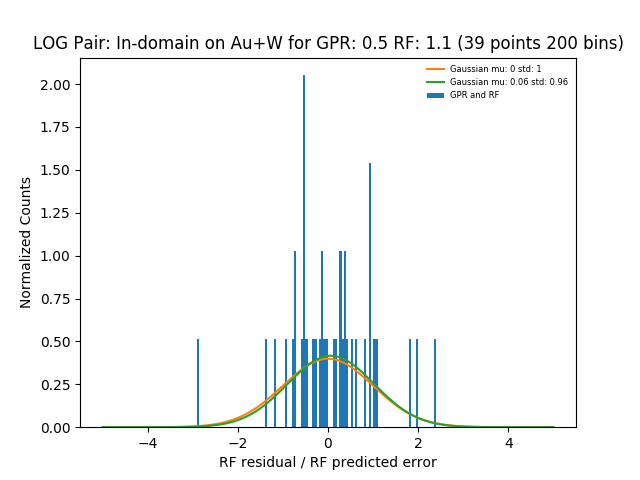 LOG Pair: In-domain on Au+W for GPR: 0.5 RF: 1.1 (39 points 200 bins)
Gaussian mu: 0 std: 1
Gaussian mu: 0.06 std: 0.96
GPR and RF
2.00
1.75
1.50
1.25
1.00
0.75
0.50
0.25
0.00
Normalized Counts
−4
−2
0
2
4
RF residual / RF predicted error